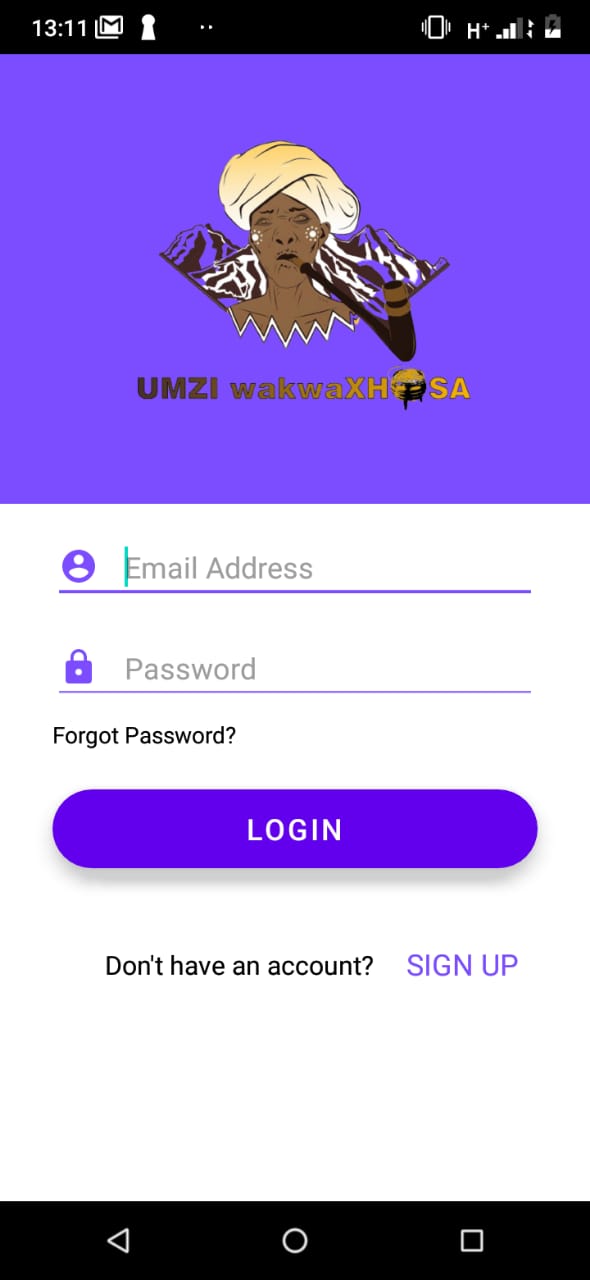 13:11
H+
UMZI wakwaXHOSA
Email Address
Password
Forgot Password?
LOGIN
Don't have an account? SIGN UP